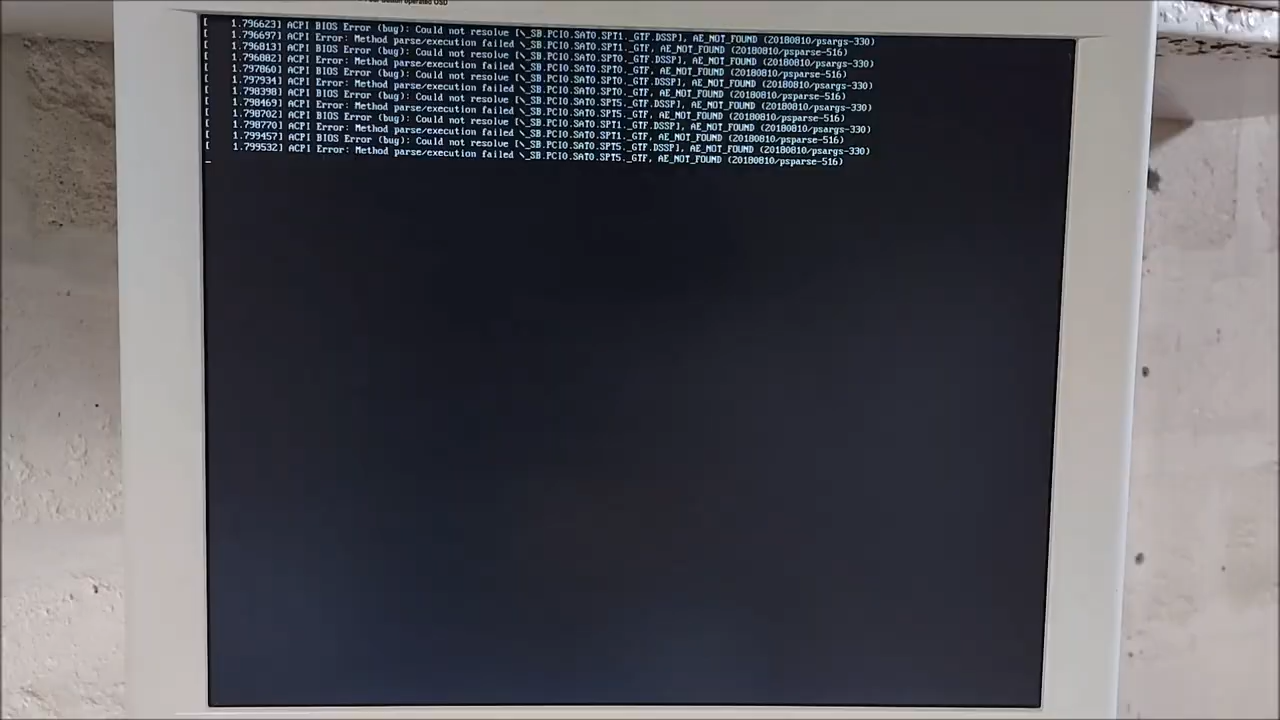 button operated OSD
[    1.796623] ACPI BIOS Error (bug): Could not resolve [\_SB.PCI0.SAT0.SPT1._GTF.DSSP], AE_NOT_FOUND (20180810/psargs-330)
[    1.796697] ACPI Error: Method parse/execution failed \_SB.PCI0.SAT0.SPT1._GTF, AE_NOT_FOUND (20180810/psparse-516)
[    1.796813] ACPI BIOS Error (bug): Could not resolve [\_SB.PCI0.SAT0.SPT0._GTF.DSSP], AE_NOT_FOUND (20180810/psargs-330)
[    1.796882] ACPI Error: Method parse/execution failed \_SB.PCI0.SAT0.SPT0._GTF, AE_NOT_FOUND (20180810/psparse-516)
[    1.797860] ACPI BIOS Error (bug): Could not resolve [\_SB.PCI0.SAT0.SPT0._GTF.DSSP], AE_NOT_FOUND (20180810/psargs-330)
[    1.797934] ACPI Error: Method parse/execution failed \_SB.PCI0.SAT0.SPT0._GTF, AE_NOT_FOUND (20180810/psparse-516)
[    1.798398] ACPI BIOS Error (bug): Could not resolve [\_SB.PCI0.SAT0.SPT5._GTF.DSSP], AE_NOT_FOUND (20180810/psargs-330)
[    1.798469] ACPI Error: Method parse/execution failed \_SB.PCI0.SAT0.SPT5._GTF, AE_NOT_FOUND (20180810/psparse-516)
[    1.798702] ACPI BIOS Error (bug): Could not resolve [\_SB.PCI0.SAT0.SPT1._GTF.DSSP], AE_NOT_FOUND (20180810/psargs-330)
[    1.798770] ACPI Error: Method parse/execution failed \_SB.PCI0.SAT0.SPT1._GTF, AE_NOT_FOUND (20180810/psparse-516)
[    1.799457] ACPI BIOS Error (bug): Could not resolve [\_SB.PCI0.SAT0.SPT5._GTF.DSSP], AE_NOT_FOUND (20180810/psargs-330)
[    1.799532] ACPI Error: Method parse/execution failed \_SB.PCI0.SAT0.SPT5._GTF, AE_NOT_FOUND (20180810/psparse-516)